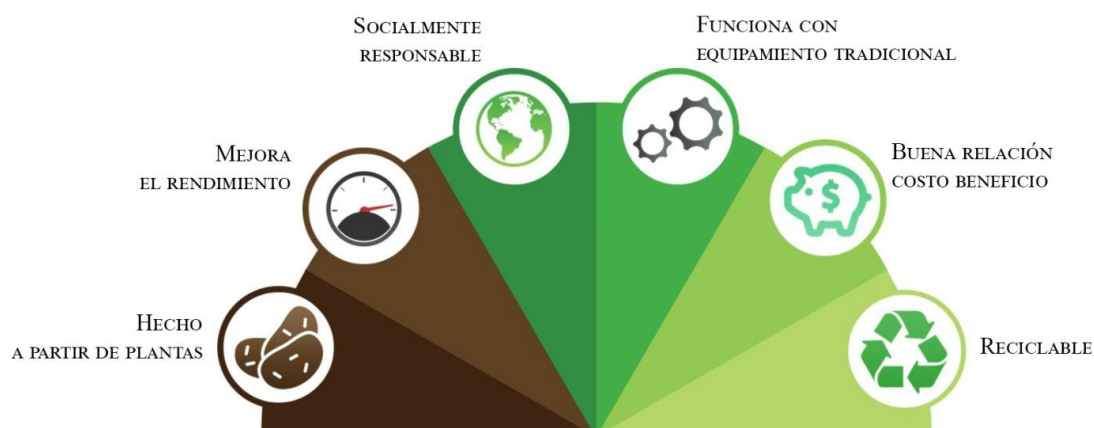 Socialmente
responsable
Funciona con
equipamiento tradicional
Mejora
el rendimiento
Buena relación
costo beneficio
Hecho
a partir de plantas
Reciclable
$